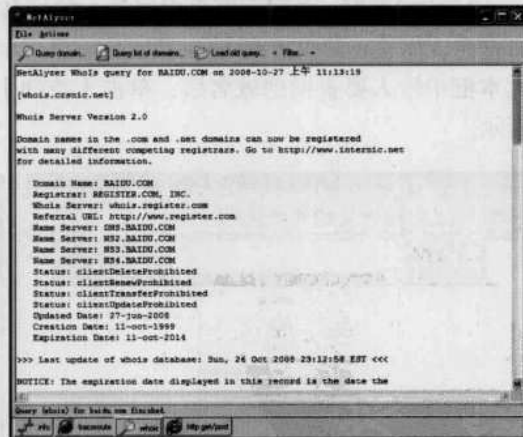 NetAlyzer
File Actions
Query domain... Query list of domains... Load old query... Filter...
NetAlyzer WhoIs query for BAIDU.COM on 2008-10-27 上午 11:13:19
[whois.crsnic.net]
Whois Server Version 2.0
Domain names in the .com and .net domains can now be registered
with many different competing registrars. Go to http://www.internic.net
for detailed information.
Domain Name: BAIDU.COM
Registrar: REGISTER.COM, INC.
Whois Server: whois.register.com
Referral URL: http://www.register.com
Name Server: DNS.BAIDU.COM
Name Server: NS2.BAIDU.COM
Name Server: NS3.BAIDU.COM
Name Server: NS4.BAIDU.COM
Status: clientDeleteProhibited
Status: clientRenewProhibited
Status: clientTransferProhibited
Status: clientUpdateProhibited
Updated Date: 27-jun-2008
Creation Date: 11-oct-1999
Expiration Date: 11-oct-2014
>>> Last update of whois database: Sun, 26 Oct 2008 23:12:58 EST <<<
NOTICE: The expiration date displayed in this record is the date the
Query (whois) for baidu.com finished.
info traceroute whois http get/post